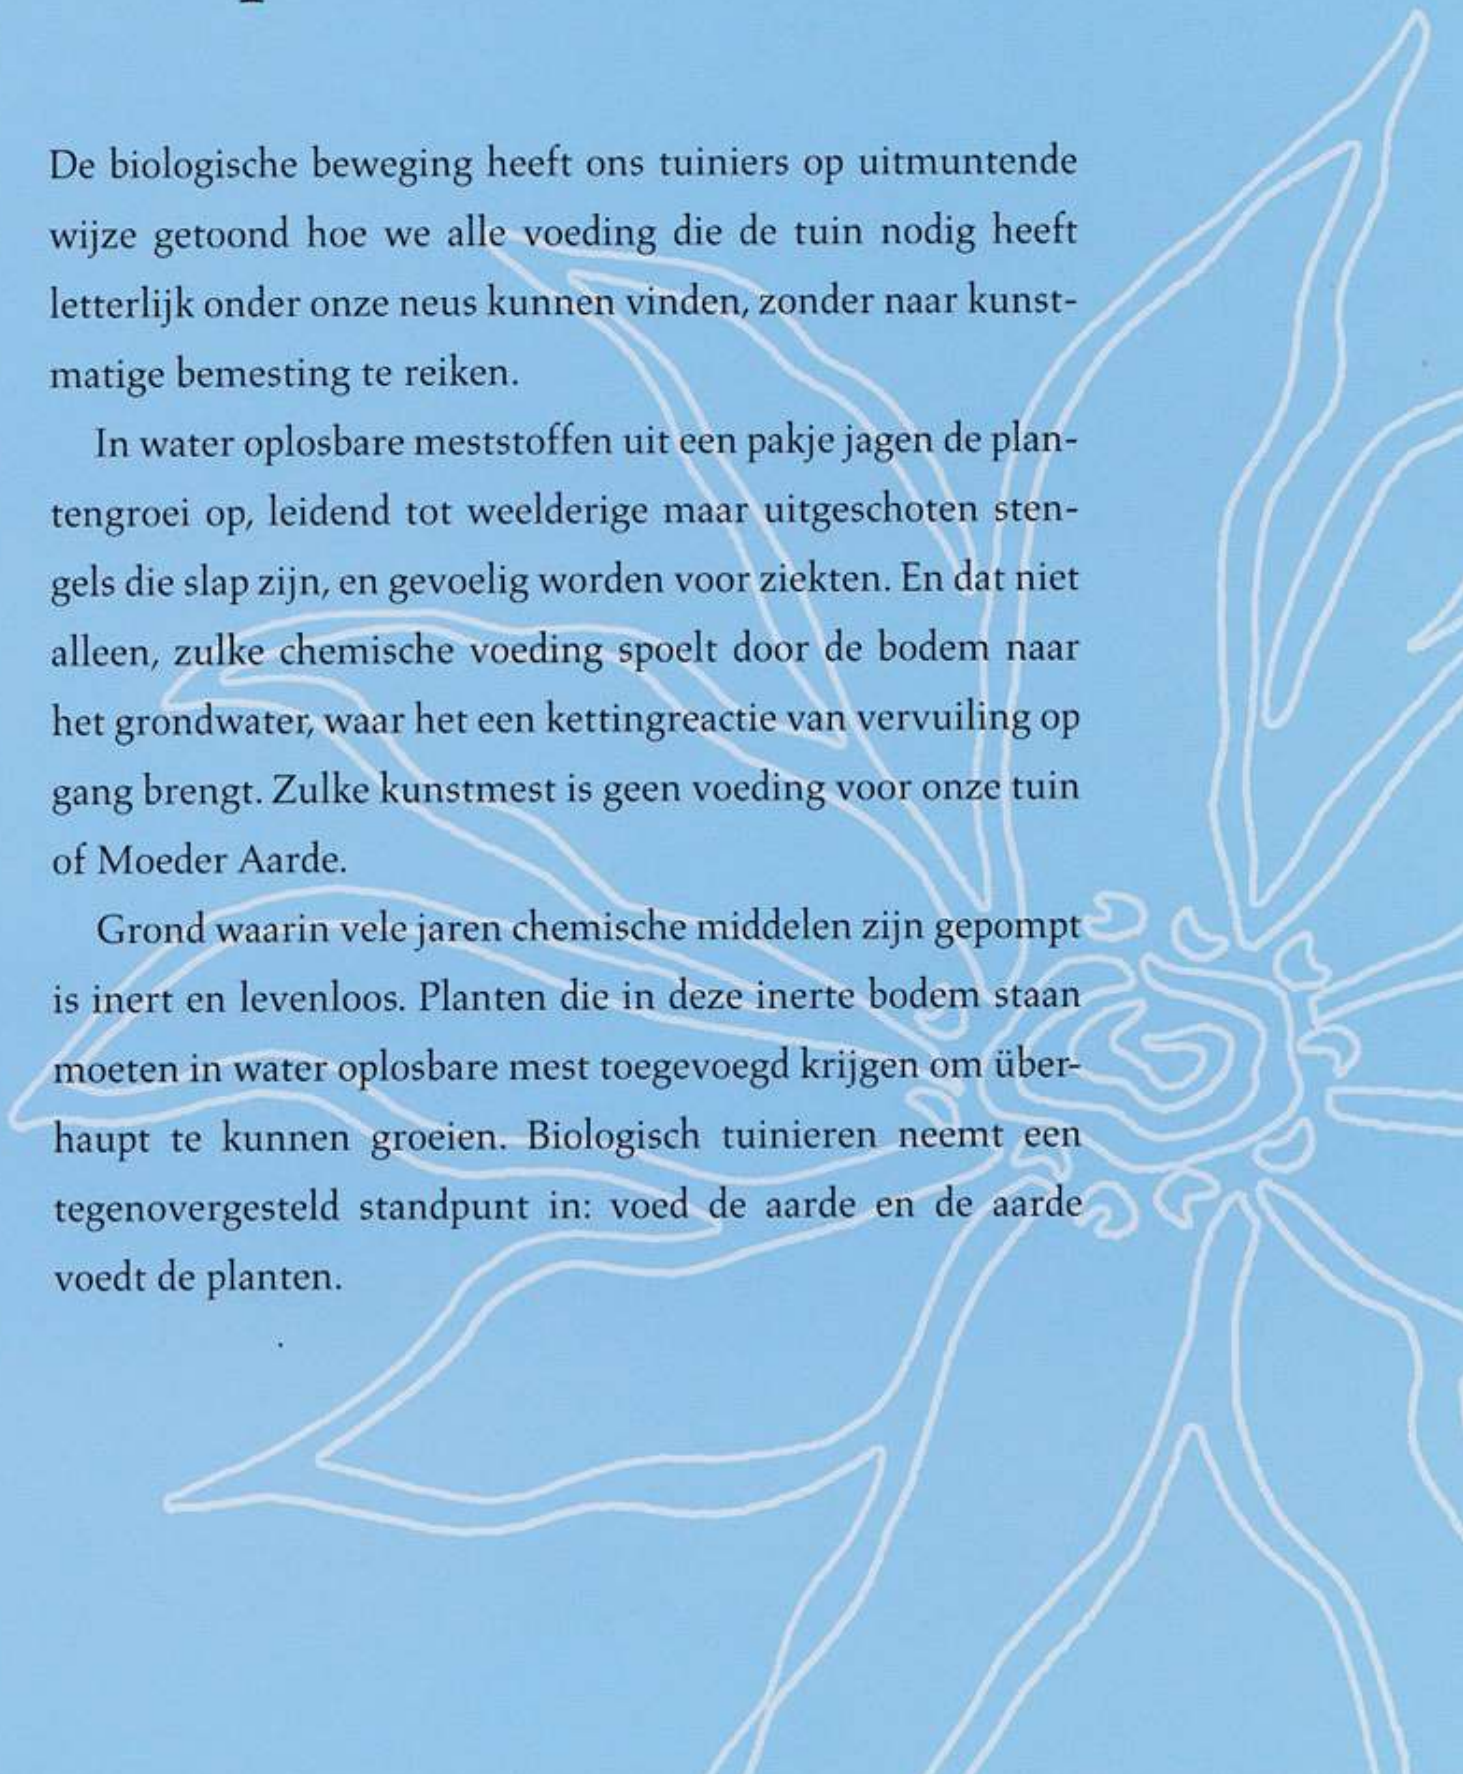 De biologische beweging heeft ons tuiniers op uitmuntende
wijze getoond hoe we alle voeding die de tuin nodig heeft
letterlijk onder onze neus kunnen vinden, zonder naar kunst-
matige bemesting te reiken.
In water oplosbare meststoffen uit een pakje jagen de plan-
tengroei op, leidend tot weelderige maar uitgeschoten sten-
gels die slap zijn, en gevoelig worden voor ziekten. En dat niet
alleen, zulke chemische voeding spoelt door de bodem naar
het grondwater, waar het een kettingreactie van vervuiling op
gang brengt. Zulke kunstmest is geen voeding voor onze tuin
of Moeder Aarde.
Grond waarin vele jaren chemische middelen zijn gepompt
is inert en levenloos. Planten die in deze inerte bodem staan
moeten in water oplosbare mest toegevoegd krijgen om über-
haupt te kunnen groeien. Biologisch tuinieren neemt een
tegenovergesteld standpunt in: voed de aarde en de aarde
voedt de planten.